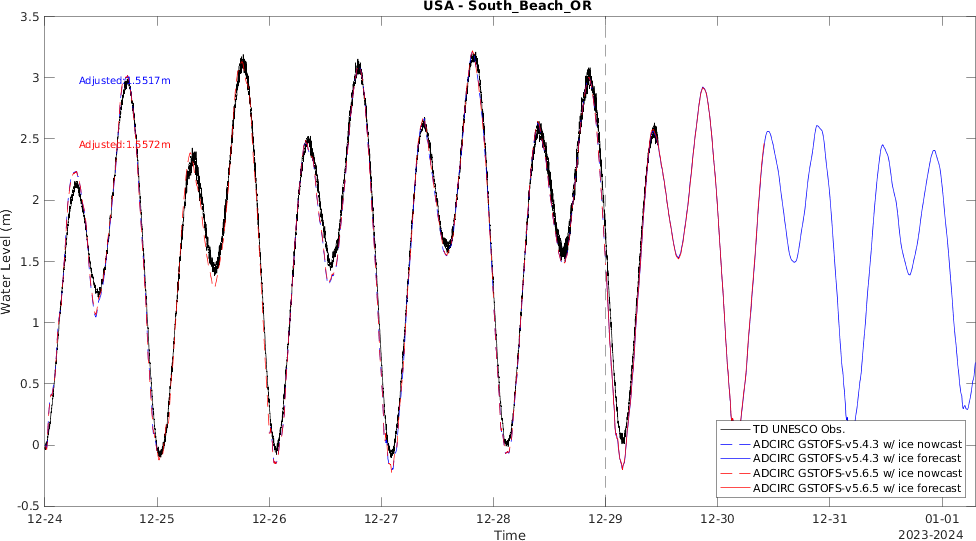 USA - South_Beach_OR
3.5
3
2.5
2
1.5
1
0.5
0
-0.5
Water Level (m)
Adjusted:1.5517m
Adjusted:1.5572m
TD UNESCO Obs.
ADCIRC GSTOFS-v5.4.3 w/ ice nowcast
ADCIRC GSTOFS-v5.4.3 w/ ice forecast
ADCIRC GSTOFS-v5.6.5 w/ ice nowcast
ADCIRC GSTOFS-v5.6.5 w/ ice forecast
12-24 12-25 12-26 12-27 12-28 12-29 12-30 12-31 01-01
Time
2023-2024